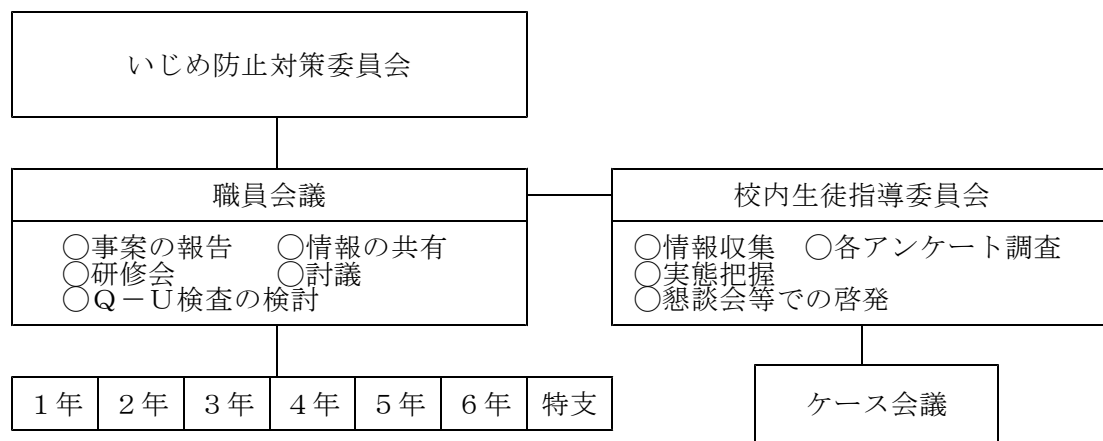 いじめ防止対策委員会
職員会議
○事案の報告　○情報の共有
○研修会　○討議
○Q－U検査の検討
校内生徒指導委員会
○情報収集　○各アンケート調査
○実態把握
○懇談会等での啓発
１年　２年　３年　４年　５年　６年　特支
ケース会議